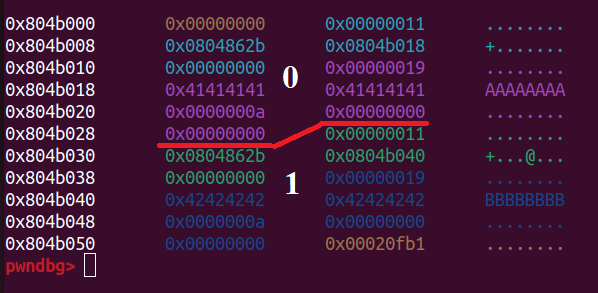 0x804b000 0x00000000 0x00000011 ........
0x804b008 0x0804862b 0x0804b018 +.......
0x804b010 0x00000000 0x00000019 ........
0
0x804b018 0x41414141 0x41414141 AAAAAAAA
0x804b020 0x0000000a 0x00000000 ........
0x804b028 0x00000000 0x00000011 ........
0x804b030 0x0804862b 0x0804b040 +...@...
0x804b038 0x00000000 0x00000019 ........
1
0x804b040 0x42424242 0x42424242 BBBBBBBB
0x804b048 0x0000000a 0x00000000 ........
0x804b050 0x00000000 0x00020fb1 ........
pwndbg>